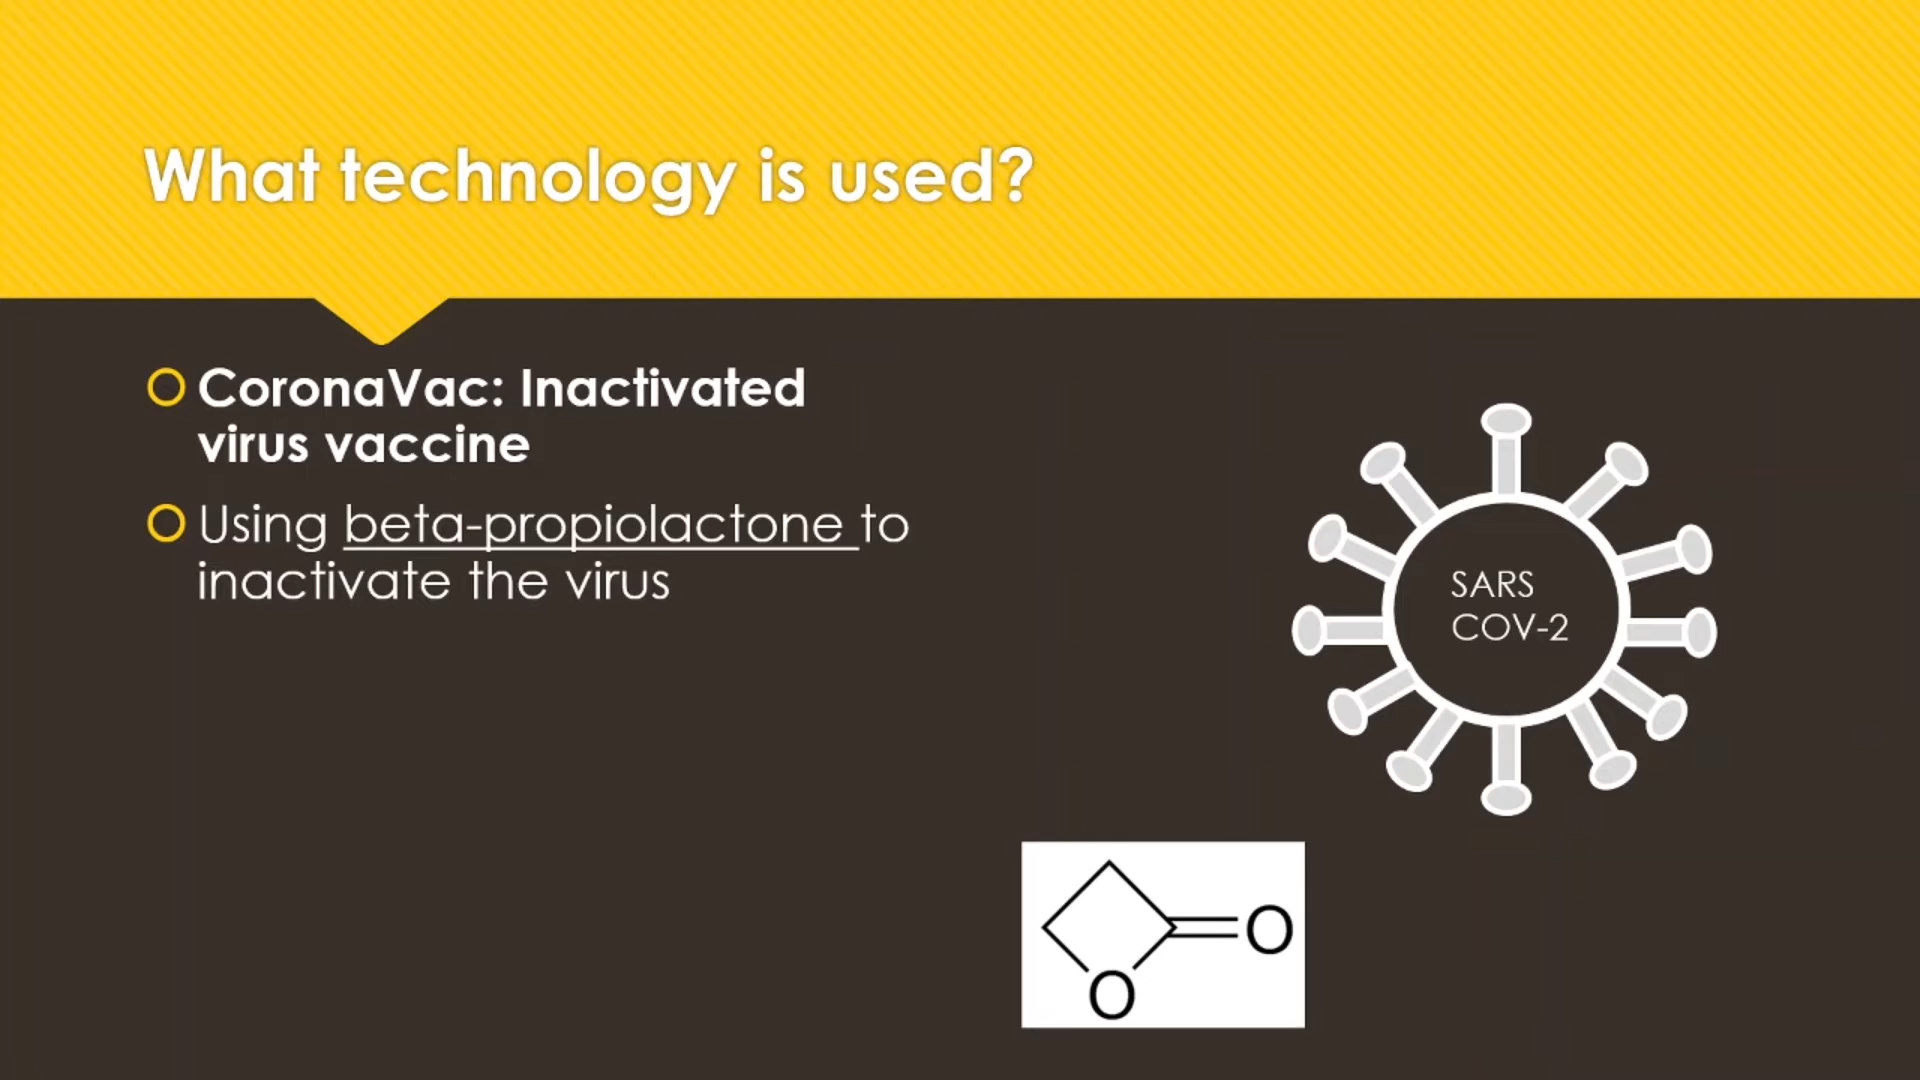 What technology is used?
CoronaVac: Inactivated
virus vaccine
Using beta-propiolactone to
inactivate the virus
SARS
COV-2
O
O